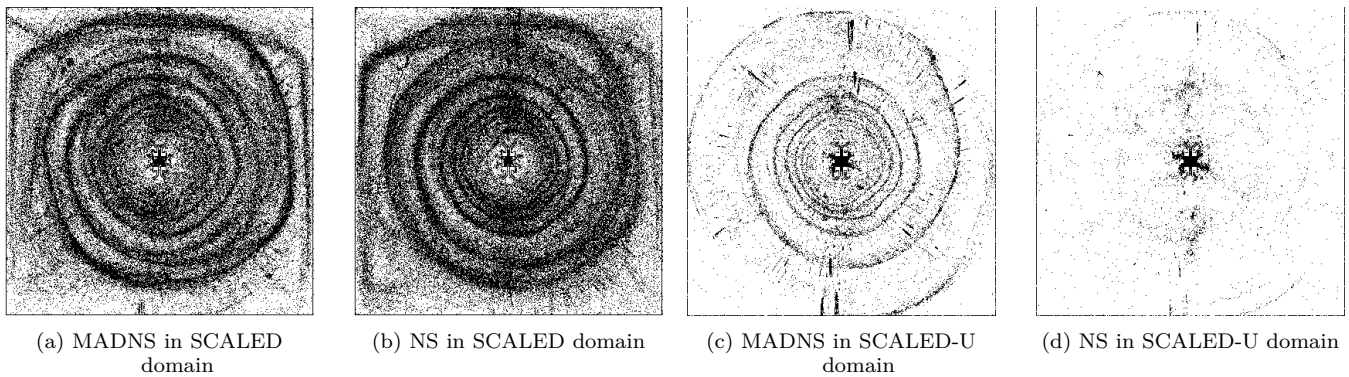 (a) MADNS in SCALED
domain
(b) NS in SCALED domain
(c) MADNS in SCALED-U
domain
(d) NS in SCALED-U domain